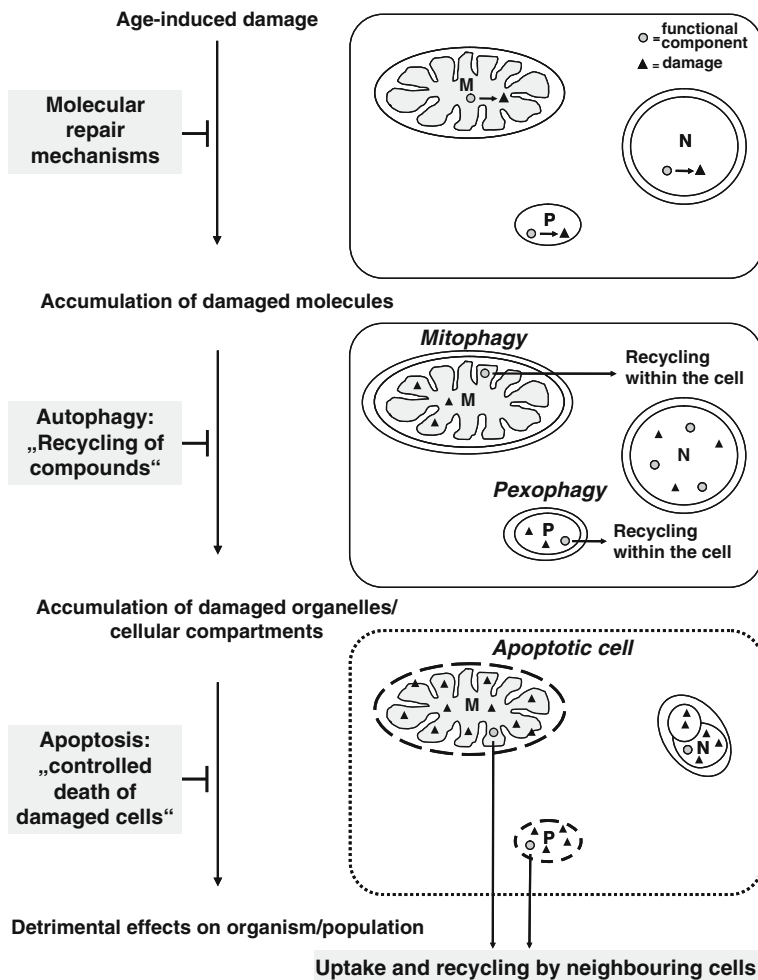 Age-induced damage
Molecular
repair
mechanisms
M
N
P
= functional
component
= damage
Accumulation of damaged molecules
Autophagy:
„Recycling of
compounds“
Mitophagy
M
Recycling
within the cell
N
Pexophagy
P
Recycling
within the cell
Accumulation of damaged organelles/
cellular compartments
Apoptosis:
„controlled
death of
damaged cells“
Apoptotic cell
M
N
P
Detrimental effects on organism/population
Uptake and recycling by neighbouring cells